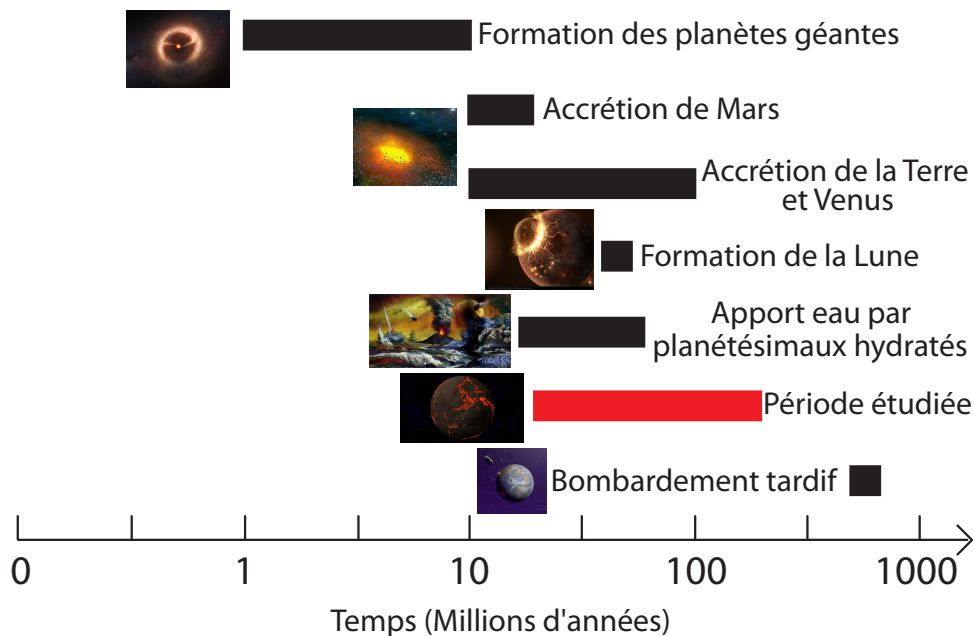 Formation des planètes géantes
Accrétion de Mars
Accrétion de la Terre
et Venus
Formation de la Lune
Apport eau par
planétésimaux hydratés
Période étudiée
Bombardement tardif
0 1 10 100 1000
Temps (Millions d'années)